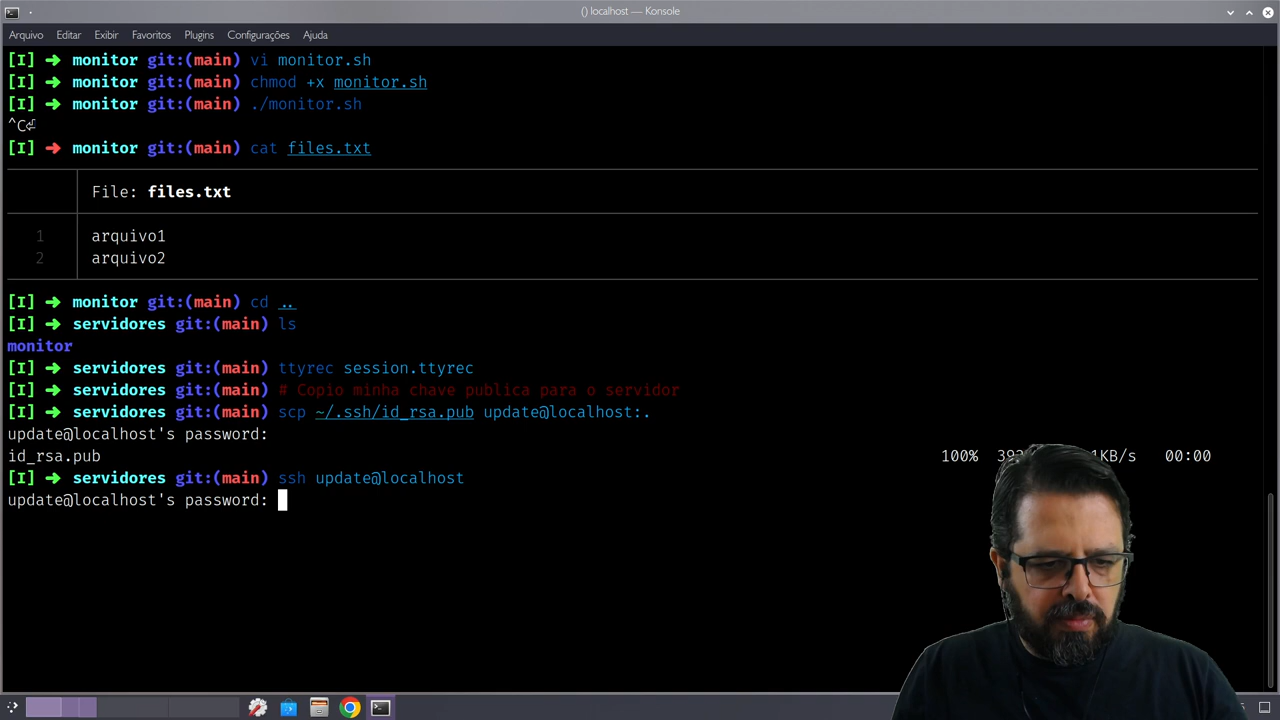 () localhost — Konsole
Arquivo Editar Exibir Favoritos Plugins Configurações Ajuda
[I] ➜ monitor git:(main) vi monitor.sh
[I] ➜ monitor git:(main) chmod +x monitor.sh
[I] ➜ monitor git:(main) ./monitor.sh
^C⏎
[I] ➜ monitor git:(main) cat files.txt
File: files.txt
1 arquivo1
2 arquivo2
[I] ➜ monitor git:(main) cd ..
[I] ➜ servidores git:(main) ls
monitor
[I] ➜ servidores git:(main) ttyrec session.ttyrec
[I] ➜ servidores git:(main) # Copio minha chave publica para o servidor
[I] ➜ servidores git:(main) scp ~/.ssh/id_rsa.pub update@localhost:.
update@localhost's password:
id_rsa.pub 100% 00:00
[I] ➜ servidores git:(main) ssh update@localhost
update@localhost's password: